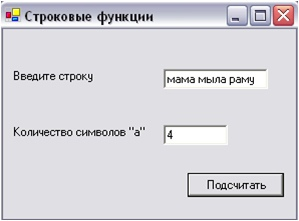 Строковые функции
Введите строку
мама мыла раму
Количество символов "а"
4
Подсчитать